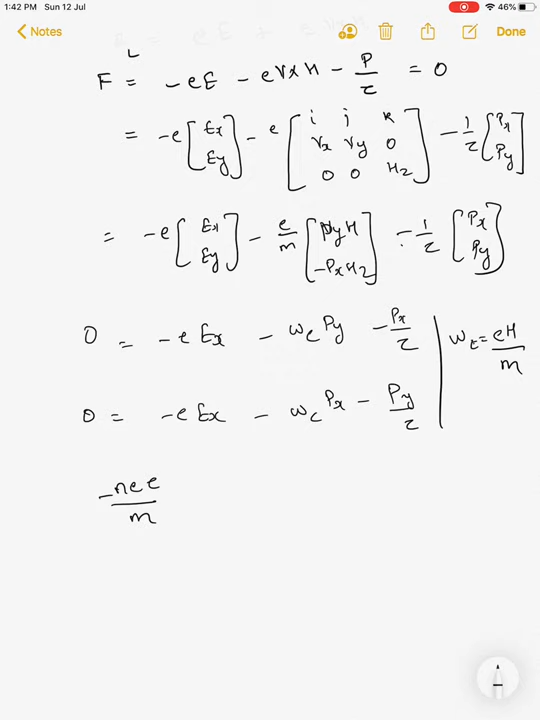 1:42 PM Sun 12 Jul 46%
Notes Done
L
F = -eE - eV×H - P/τ = 0
= -e [Ex Ey] - e [i j k Vx Vy 0 0 0 Hz] - 1/τ [Px Py]
= -e [Ex Ey] - e/m [PyH -PxHz] - 1/τ [Px Py]
0 = -e Ex - ωc Py - Px/τ | ωc = eH/m
0 = -e Ex - ωc Px - Py/τ
-nee/m